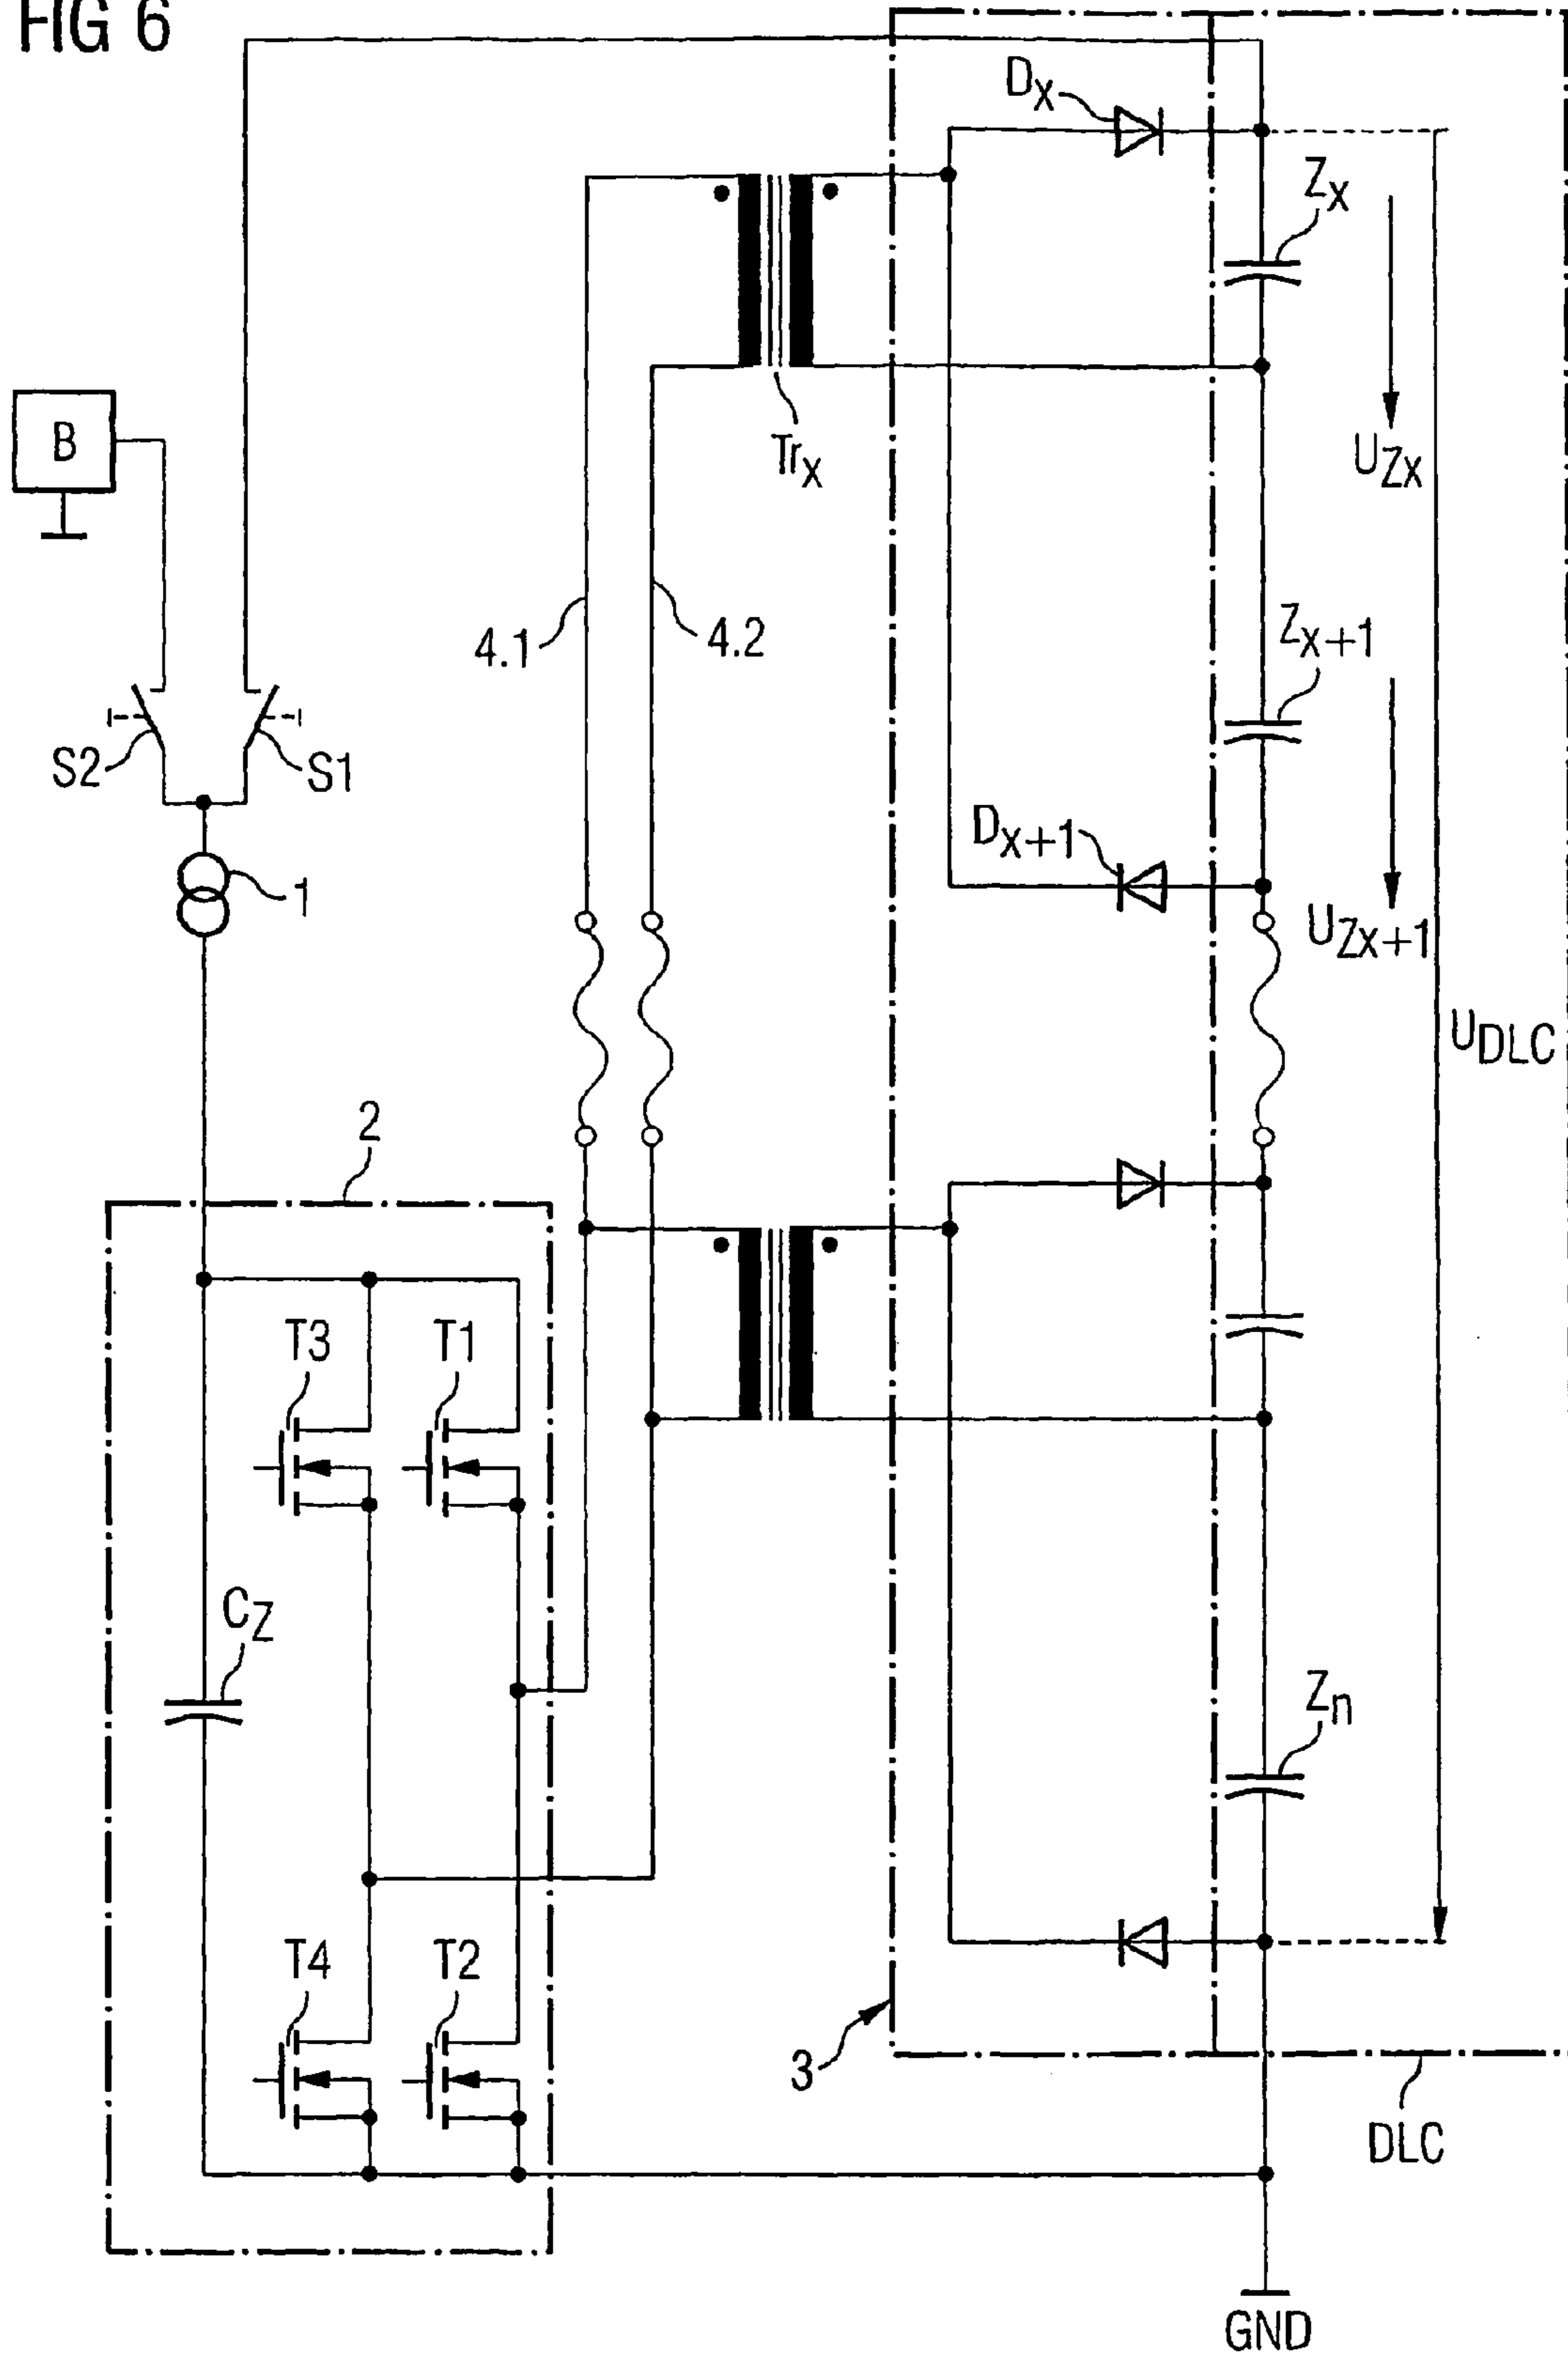 FIG 6
Dx
Zx
B
Trx
UZx
4.1
4.2
Zx+1
S2
S1
Dx+1
1
UZx+1
UDLC
2
T3
T1
CZ
Zn
T4
T2
3
DLC
GND